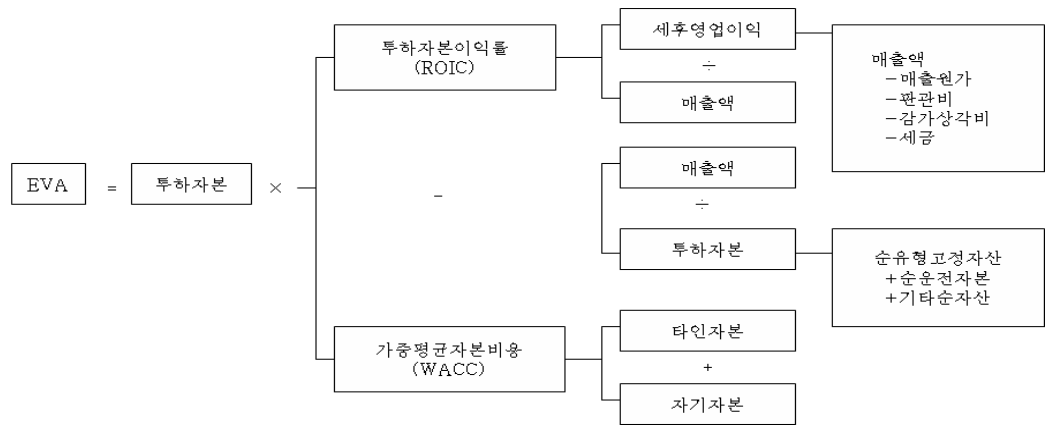 세후영업이익
투하자본이익률
(ROIC)
÷
매출액
매출액
－매출원가
－판관비
－감가상각비
－세금
EVA
=
투하자본
×
－
매출액
÷
투하자본
순유형고정자산
+순운전자본
+기타순자산
가중평균자본비용
(WACC)
타인자본
+
자기자본